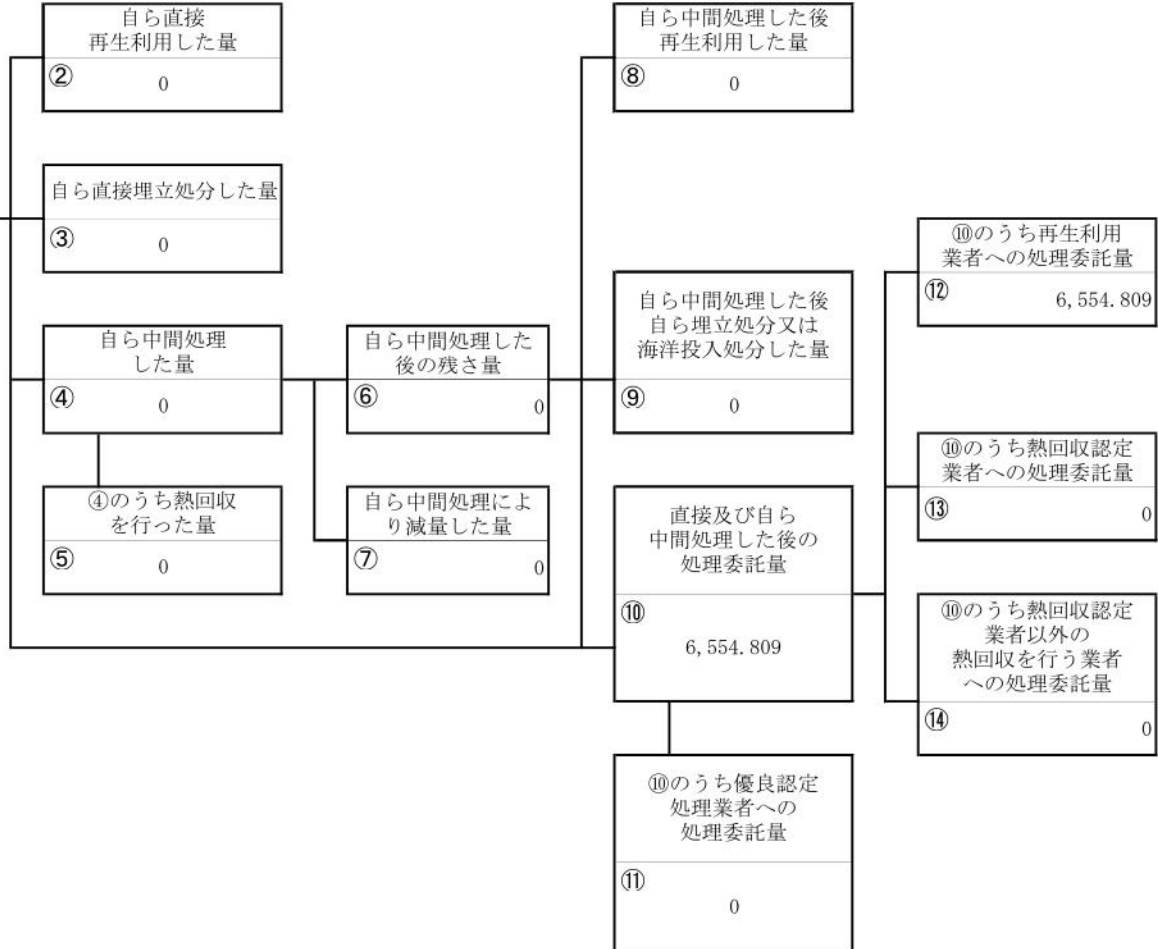 自ら直接
再生利用した量
②
0
自ら直接埋立処分した量
③
0
自ら中間処理
した量
④
0
④のうち熱回収
を行った量
⑤
0
自ら中間処理した
後の残さ量
⑥
0
自ら中間処理によ
り減量した量
⑦
0
自ら中間処理した後
再生利用した量
⑧
0
自ら中間処理した後
自ら埋立処分又は
海洋投入処分した量
⑨
0
直接及び自ら
中間処理した後の
処理委託量
⑩
6,554.809
⑩のうち優良認定
処理業者への
処理委託量
⑪
0
⑩のうち再生利用
業者への処理委託量
⑫
6,554.809
⑩のうち熱回収認定
業者への処理委託量
⑬
0
⑩のうち熱回収認定
業者以外の
熱回収を行う業者
への処理委託量
⑭
0